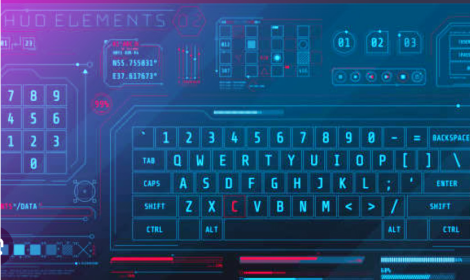 HUD ELEMENTS
01 23
N55.755831°
E37.617673°
01 02 03
7 8 9
4 5 6
1 2 3
0
` 1 2 3 4 5 6 7 8 9 0 - = BACKSPACE
TAB Q W E R T Y U I O P [ ] \
CAPS A S D F G H J K L ; ' ENTER
SHIFT Z X C V B N M < > / SHIFT
CTRL ALT ALT CTRL
/DATA